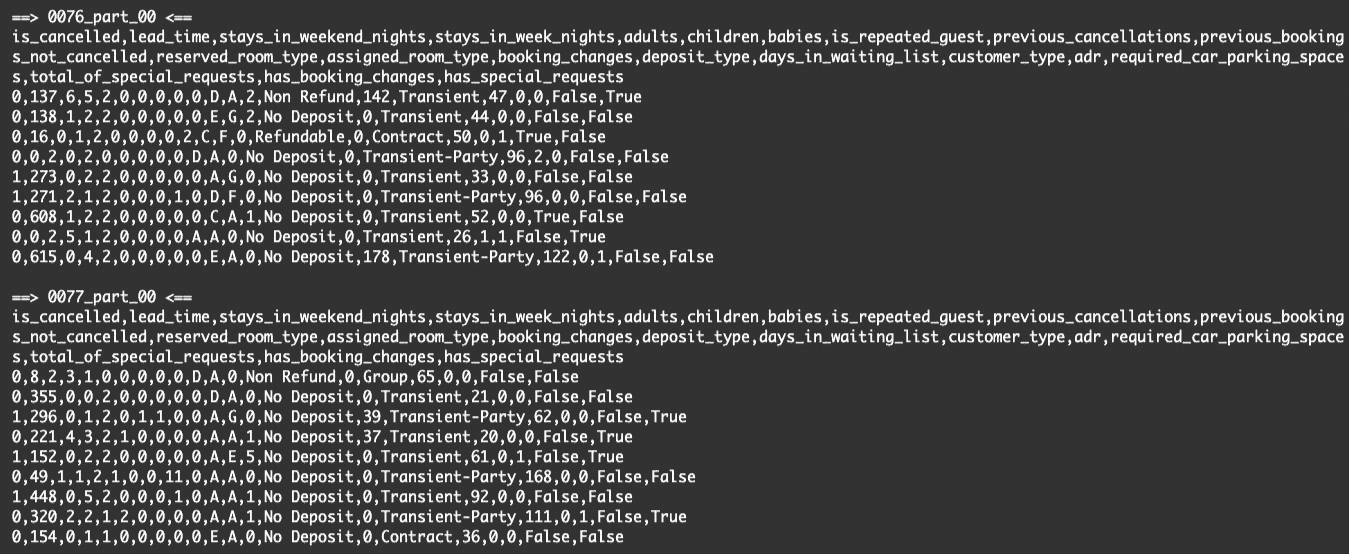 ==> 0076_part_00 <==
is_cancelled,lead_time,stays_in_weekend_nights,stays_in_week_nights,adults,children,babies,is_repeated_guest,previous_cancellations,previous_booking
s_not_cancelled,reserved_room_type,assigned_room_type,booking_changes,deposit_type,days_in_waiting_list,customer_type,adr,required_car_parking_space
s,total_of_special_requests,has_booking_changes,has_special_requests
0,137,6,5,2,0,0,0,0,0,D,A,2,Non Refund,142,Transient,47,0,0,False,True
0,138,1,2,2,0,0,0,0,0,E,G,2,No Deposit,0,Transient,44,0,0,False,False
0,16,0,1,2,0,0,0,0,2,C,F,0,Refundable,0,Contract,50,0,1,True,False
0,0,2,0,2,0,0,0,0,0,D,A,0,No Deposit,0,Transient-Party,96,2,0,False,False
1,273,0,2,2,0,0,0,0,0,A,G,0,No Deposit,0,Transient,33,0,0,False,False
1,271,2,1,2,0,0,0,1,0,D,F,0,No Deposit,0,Transient-Party,96,0,0,False,False
0,608,1,2,2,0,0,0,0,0,C,A,1,No Deposit,0,Transient,52,0,0,True,False
0,0,2,5,1,2,0,0,0,0,A,A,0,No Deposit,0,Transient,26,1,1,False,True
0,615,0,4,2,0,0,0,0,0,E,A,0,No Deposit,178,Transient-Party,122,0,1,False,False
==> 0077_part_00 <==
is_cancelled,lead_time,stays_in_weekend_nights,stays_in_week_nights,adults,children,babies,is_repeated_guest,previous_cancellations,previous_booking
s_not_cancelled,reserved_room_type,assigned_room_type,booking_changes,deposit_type,days_in_waiting_list,customer_type,adr,required_car_parking_space
s,total_of_special_requests,has_booking_changes,has_special_requests
0,8,2,3,1,0,0,0,0,0,D,A,0,Non Refund,0,Group,65,0,0,False,False
0,355,0,0,2,0,0,0,0,0,D,A,0,No Deposit,0,Transient,21,0,0,False,False
1,296,0,1,2,0,1,1,0,0,A,G,0,No Deposit,39,Transient-Party,62,0,0,False,True
0,221,4,3,2,1,0,0,0,0,A,A,1,No Deposit,37,Transient,20,0,0,False,True
1,152,0,2,2,0,0,0,0,0,A,E,5,No Deposit,0,Transient,61,0,1,False,True
0,49,1,1,2,1,0,0,11,0,A,A,0,No Deposit,0,Transient-Party,168,0,0,False,False
1,448,0,5,2,0,0,0,1,0,A,A,1,No Deposit,0,Transient,92,0,0,False,False
0,320,2,2,1,2,0,0,0,0,A,A,1,No Deposit,0,Transient-Party,111,0,1,False,True
0,154,0,1,1,0,0,0,0,0,E,A,0,No Deposit,0,Contract,36,0,0,False,False